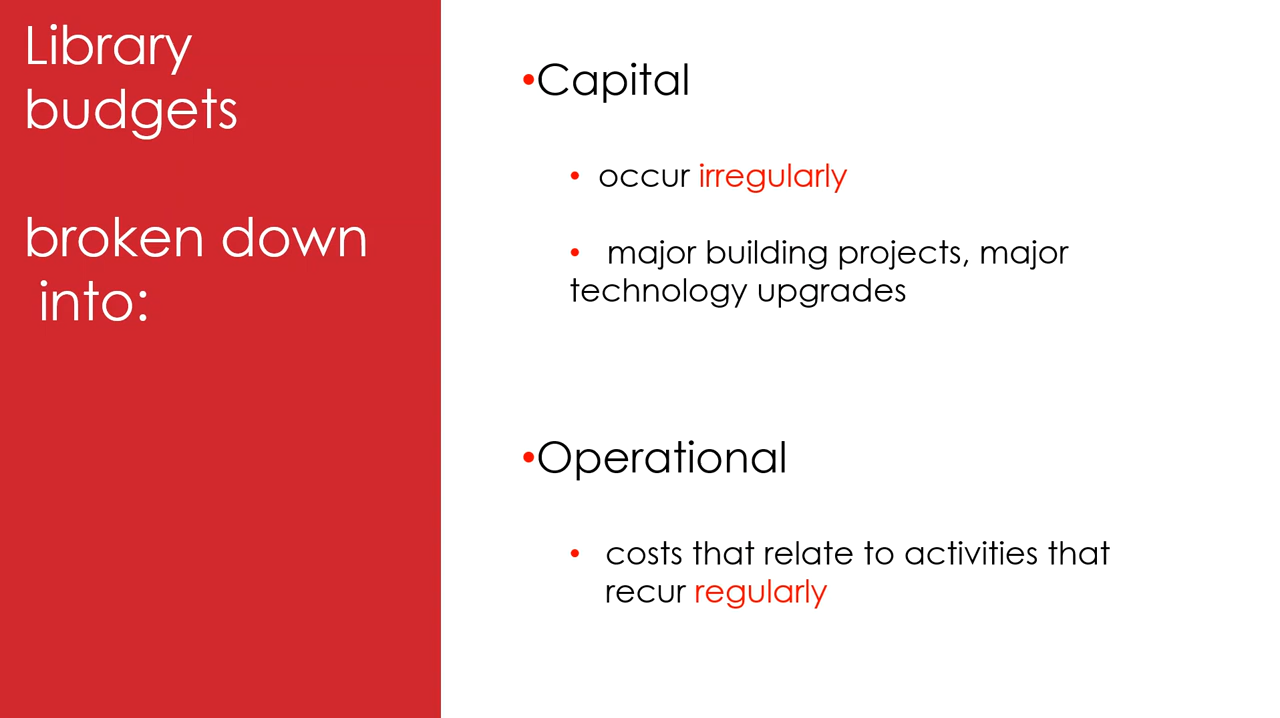 Library
budgets
broken down
into:
•Capital
• occur irregularly
• major building projects, major
technology upgrades
•Operational
• costs that relate to activities that
recur regularly